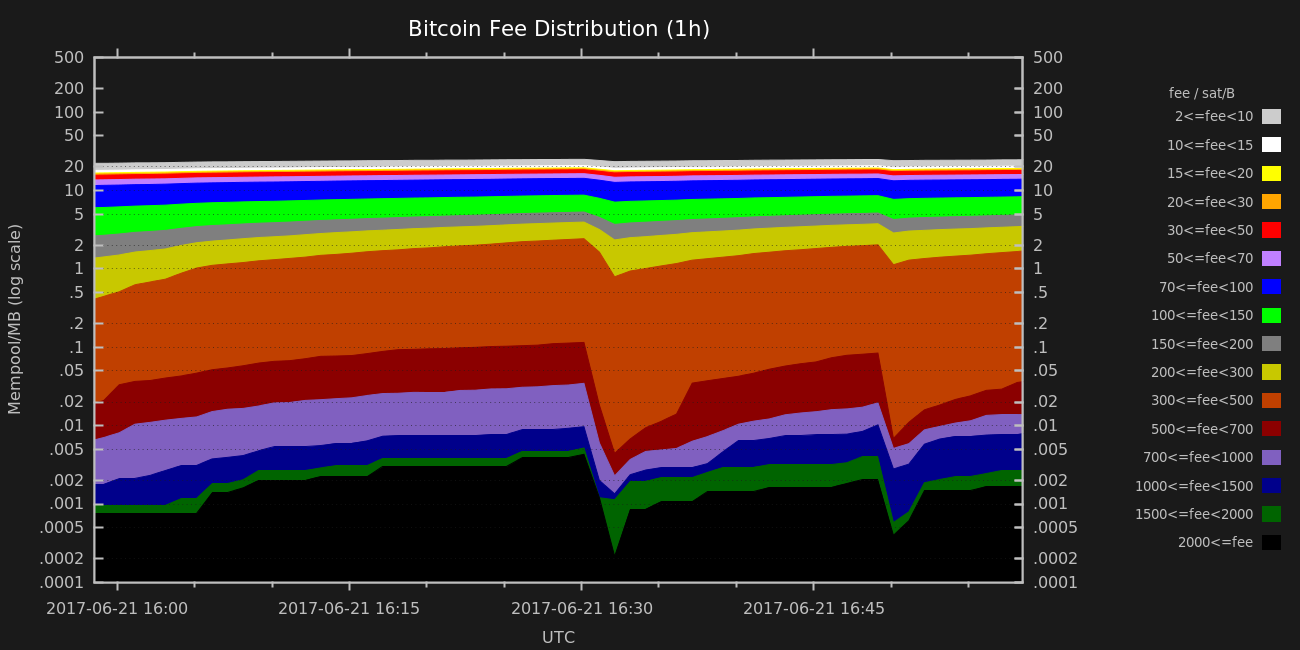 Bitcoin Fee Distribution (1h)
500
200
100
50
20
10
5
2
1
.5
.2
.1
.05
.02
.01
.005
.002
.001
.0005
.0002
.0001
Mempool/MB (log scale)
500
200
100
50
20
10
5
2
1
.5
.2
.1
.05
.02
.01
.005
.002
.001
.0005
.0002
.0001
2017-06-21 16:00
2017-06-21 16:15
2017-06-21 16:30
2017-06-21 16:45
UTC
fee / sat/B
2<=fee<10
10<=fee<15
15<=fee<20
20<=fee<30
30<=fee<50
50<=fee<70
70<=fee<100
100<=fee<150
150<=fee<200
200<=fee<300
300<=fee<500
500<=fee<700
700<=fee<1000
1000<=fee<1500
1500<=fee<2000
2000<=fee